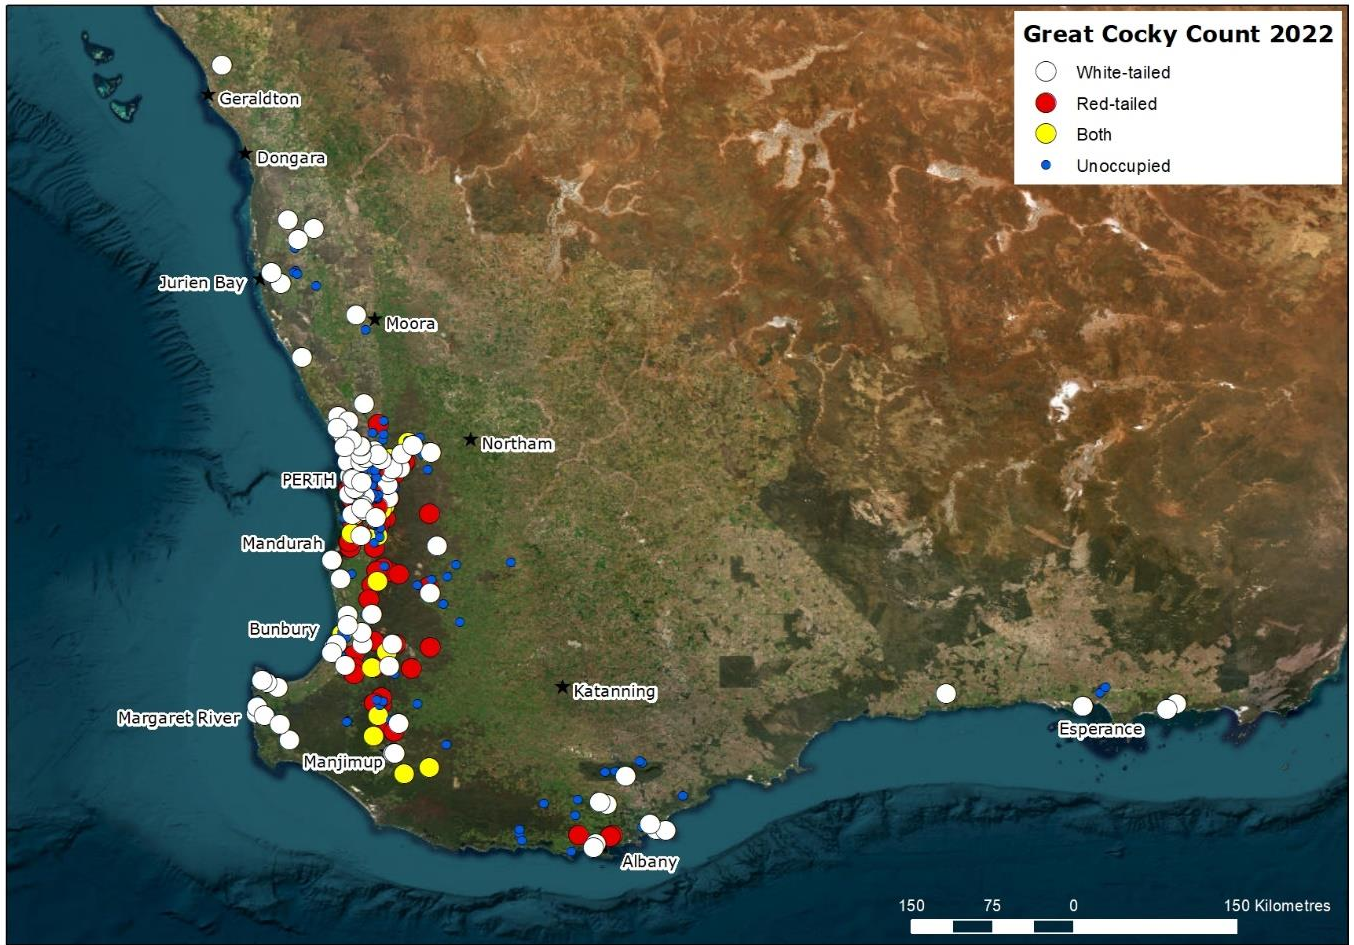 Great Cocky Count 2022
White-tailed
Red-tailed
Both
Unoccupied
Geraldton
Dongara
Jurien Bay
Moora
Northam
PERTH
Mandurah
Bunbury
Katanning
Margaret River
Esperance
Manjimup
Albany
150 75 0 150 Kilometres